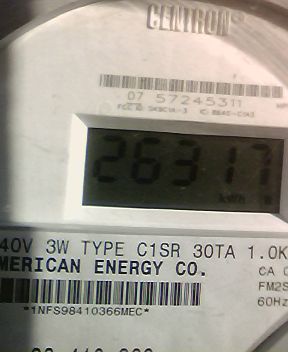 CENTRON®
07 57245311
26317
kWh
40V 3W TYPE C1SR 30TA 1.0K
MERICAN ENERGY CO.
CA 0
FM2S
60Hz
*1NFS98410366MEC*